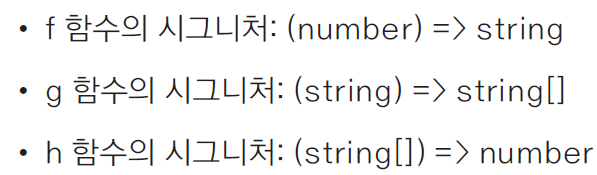 • f 함수의 시그니처: (number) => string
• g 함수의 시그니처: (string) => string[]
• h 함수의 시그니처: (string[]) => number